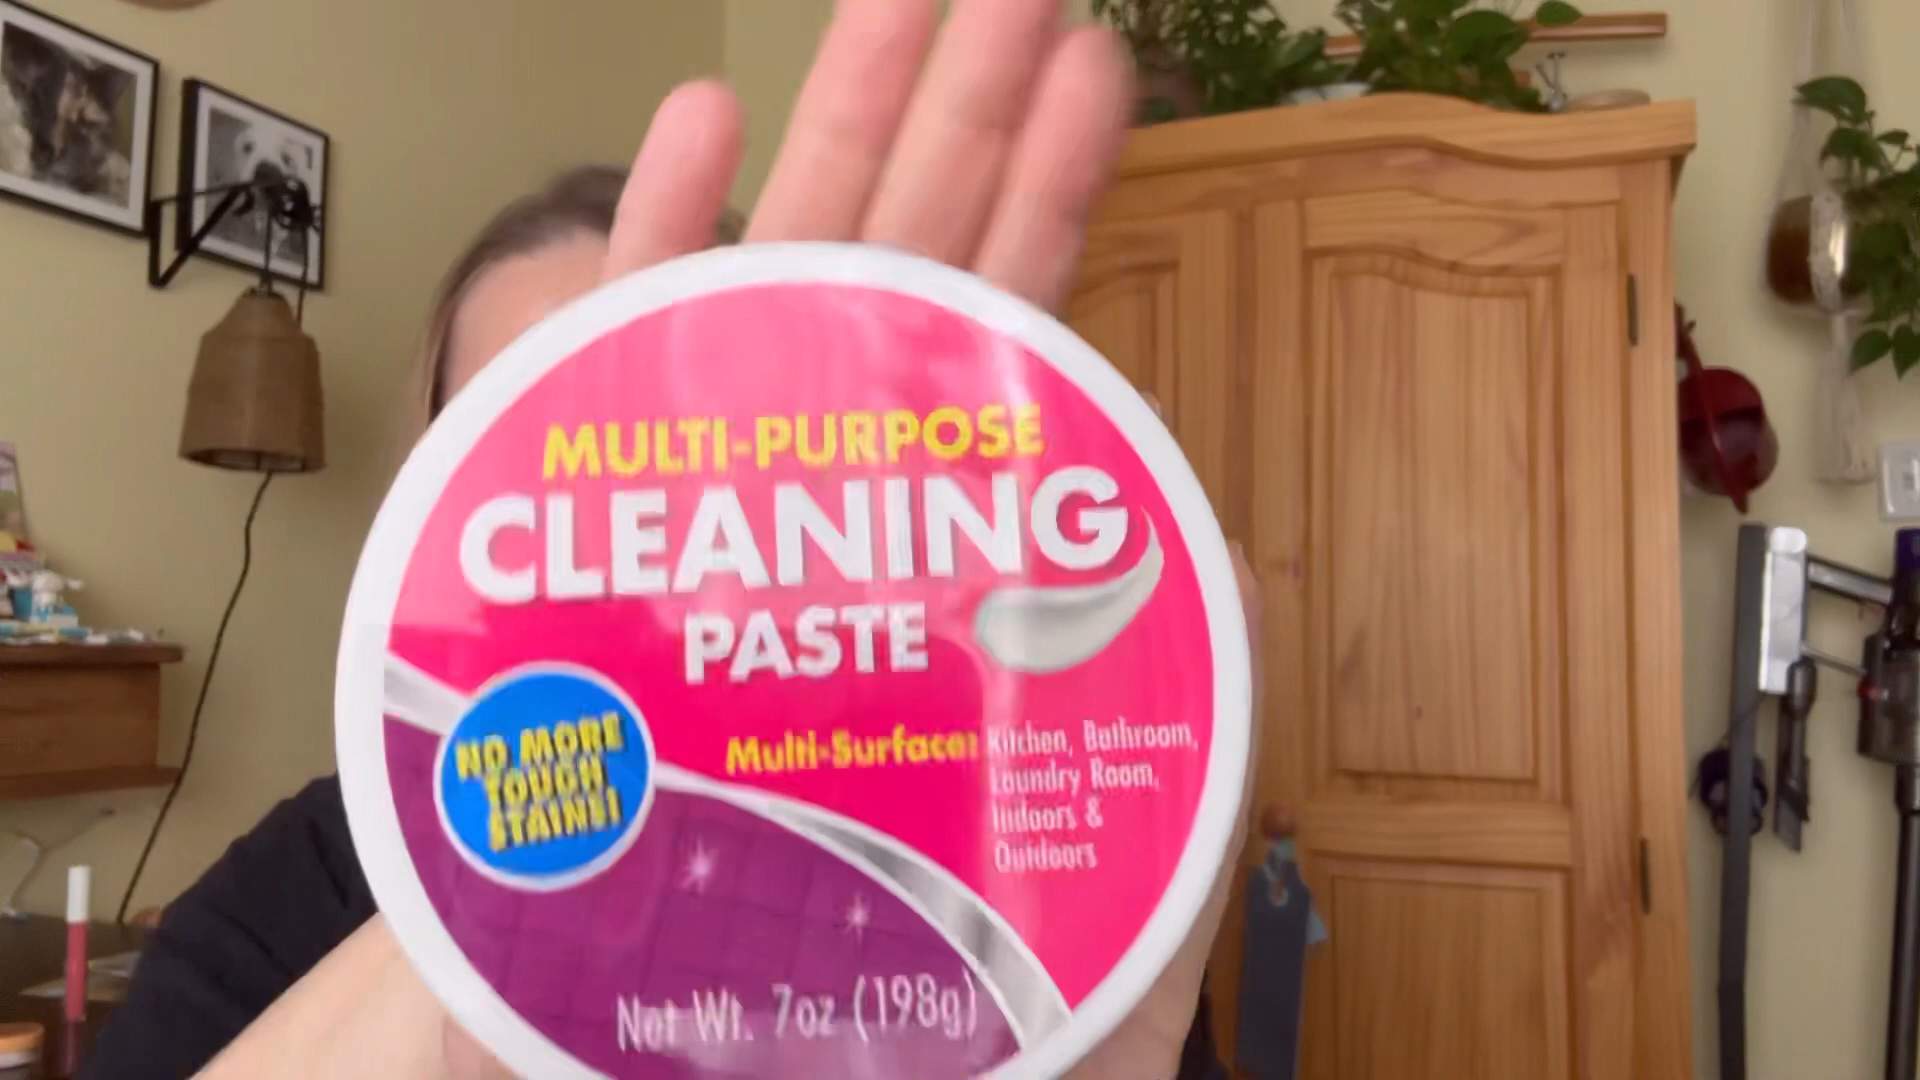 MULTI-PURPOSE
CLEANING
PASTE
NO MORE
TOUGH
STAINS!
Multi-Surface: Kitchen, Bathroom,
Laundry Room,
Indoors &
Outdoors
Net Wt. 7oz (198g)